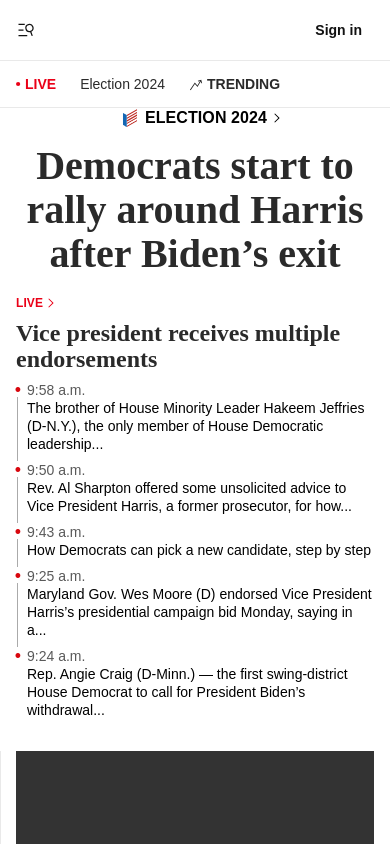 Sign in
LIVE Election 2024 TRENDING
ELECTION 2024
Democrats start to
rally around Harris
after Biden’s exit
LIVE
Vice president receives multiple
endorsements
9:58 a.m.
The brother of House Minority Leader Hakeem Jeffries
(D-N.Y.), the only member of House Democratic
leadership...
9:50 a.m.
Rev. Al Sharpton offered some unsolicited advice to
Vice President Harris, a former prosecutor, for how...
9:43 a.m.
How Democrats can pick a new candidate, step by step
9:25 a.m.
Maryland Gov. Wes Moore (D) endorsed Vice President
Harris’s presidential campaign bid Monday, saying in
a...
9:24 a.m.
Rep. Angie Craig (D-Minn.) — the first swing-district
House Democrat to call for President Biden’s
withdrawal...